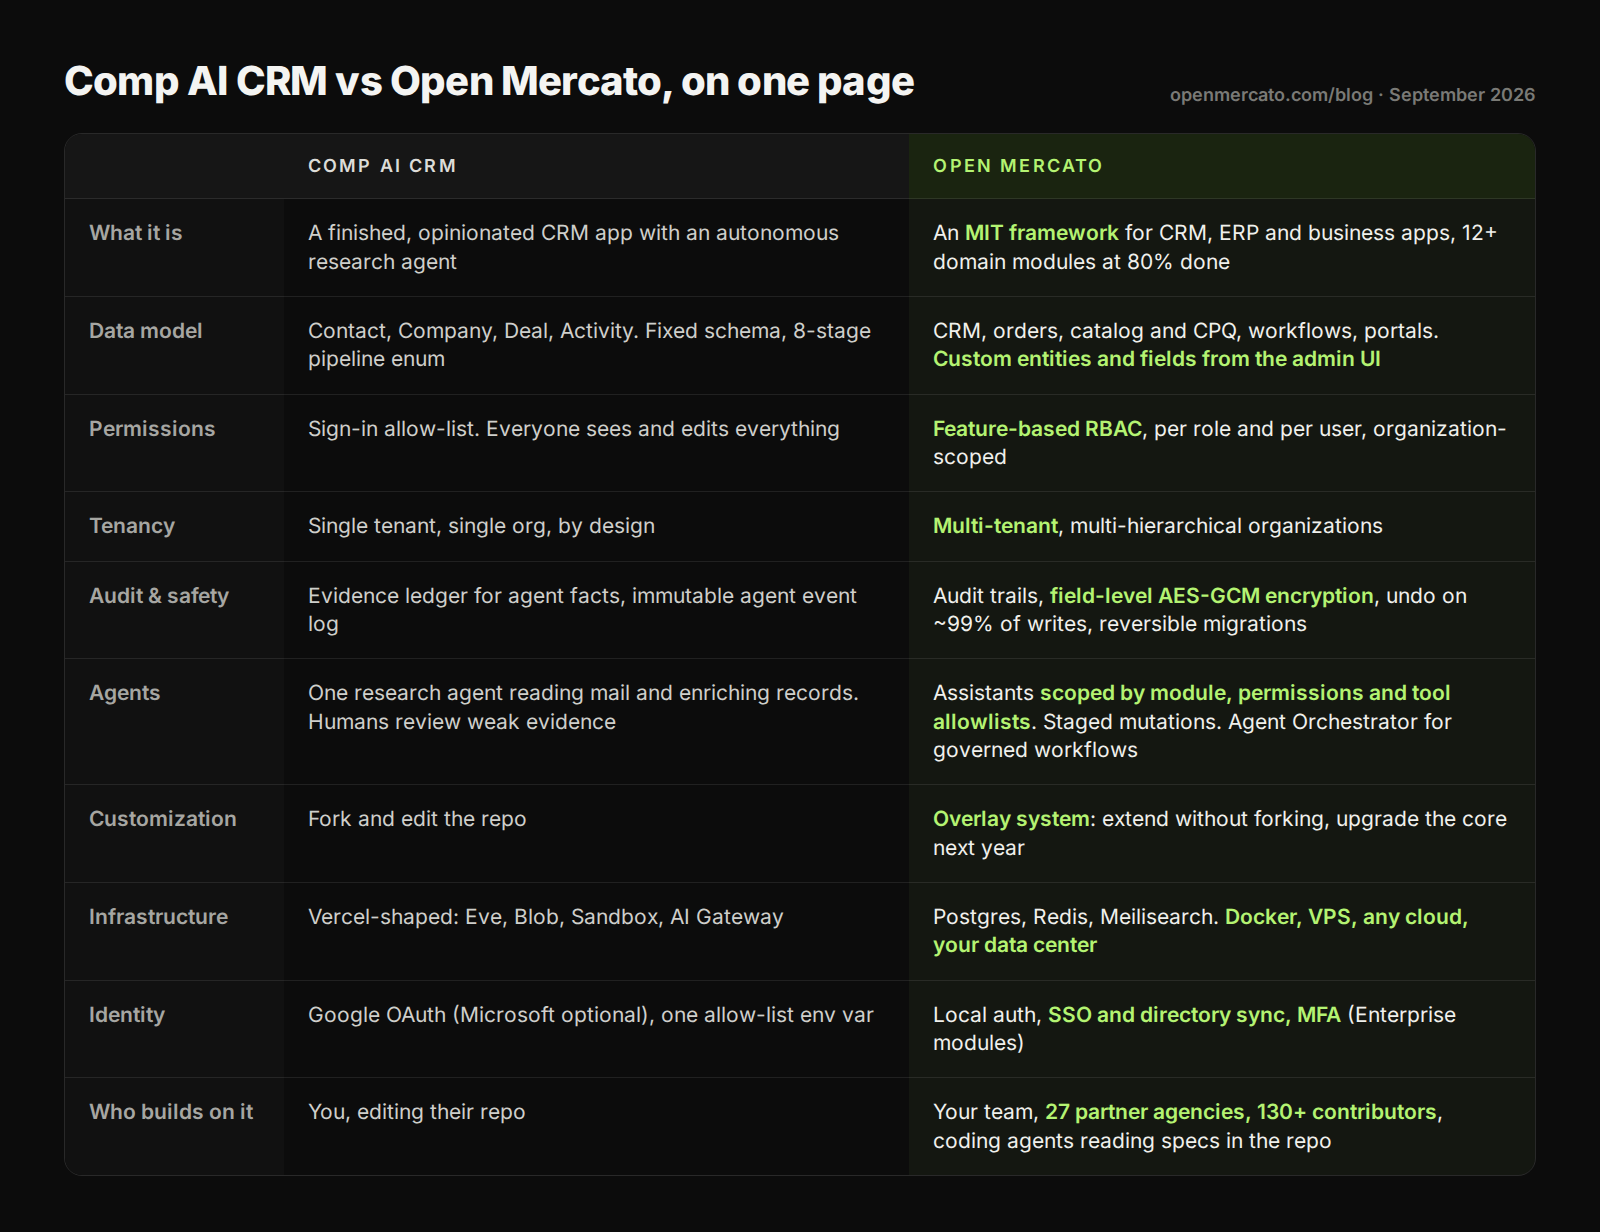 Comp AI CRM vs Open Mercato, on one page
openmercato.com/blog · September 2026
COMP AI CRM
OPEN MERCATO
What it is
A finished, opinionated CRM app with an autonomous
research agent
An MIT framework for CRM, ERP and business apps, 12+
domain modules at 80% done
Data model
Contact, Company, Deal, Activity. Fixed schema, 8-stage
pipeline enum
CRM, orders, catalog and CPQ, workflows, portals.
Custom entities and fields from the admin UI
Permissions
Sign-in allow-list. Everyone sees and edits everything
Feature-based RBAC, per role and per user, organization-
scoped
Tenancy
Single tenant, single org, by design
Multi-tenant, multi-hierarchical organizations
Audit & safety
Evidence ledger for agent facts, immutable agent event
log
Audit trails, field-level AES-GCM encryption, undo on
~99% of writes, reversible migrations
Agents
One research agent reading mail and enriching records.
Humans review weak evidence
Assistants scoped by module, permissions and tool
allowlists. Staged mutations. Agent Orchestrator for
governed workflows
Customization
Fork and edit the repo
Overlay system: extend without forking, upgrade the core
next year
Infrastructure
Vercel-shaped: Eve, Blob, Sandbox, AI Gateway
Postgres, Redis, Meilisearch. Docker, VPS, any cloud,
your data center
Identity
Google OAuth (Microsoft optional), one allow-list env var
Local auth, SSO and directory sync, MFA (Enterprise
modules)
Who builds on it
You, editing their repo
Your team, 27 partner agencies, 130+ contributors,
coding agents reading specs in the repo